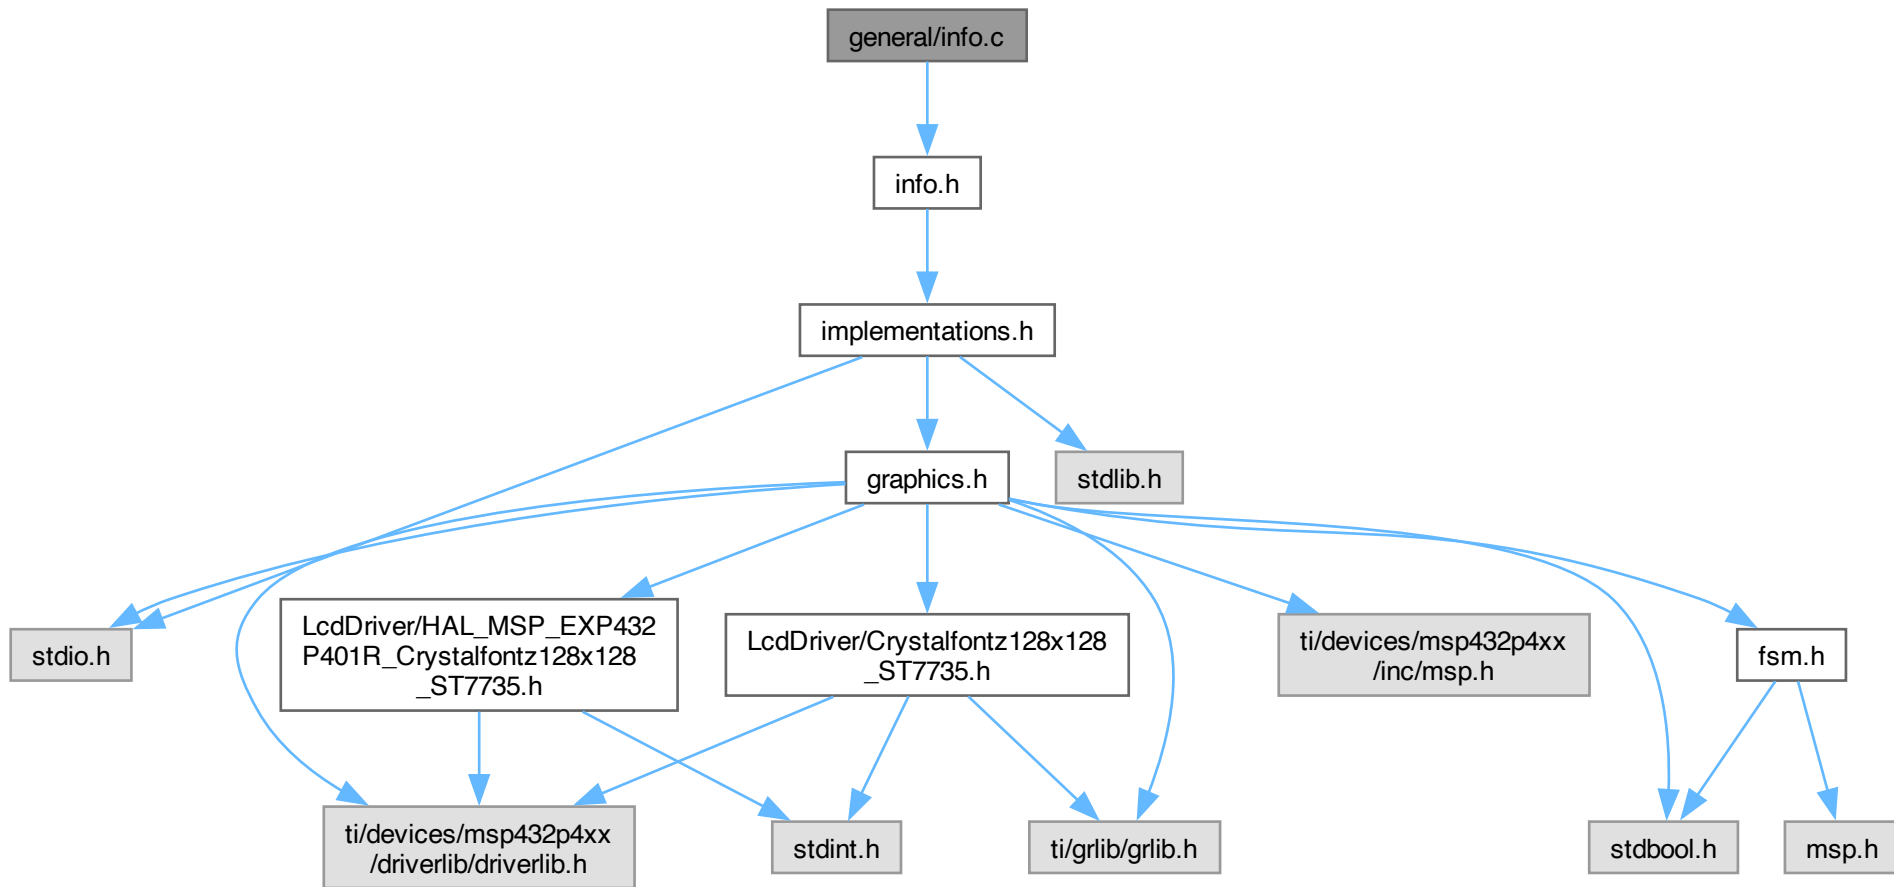 general/info.c
info.h
implementations.h
graphics.h
stdlib.h
stdio.h
LcdDriver/HAL_MSP_EXP432
P401R_Crystalfontz128x128
_ST7735.h
LcdDriver/Crystalfontz128x128
_ST7735.h
ti/devices/msp432p4xx
/inc/msp.h
fsm.h
ti/devices/msp432p4xx
/driverlib/driverlib.h
stdint.h
ti/grlib/grlib.h
stdbool.h
msp.h